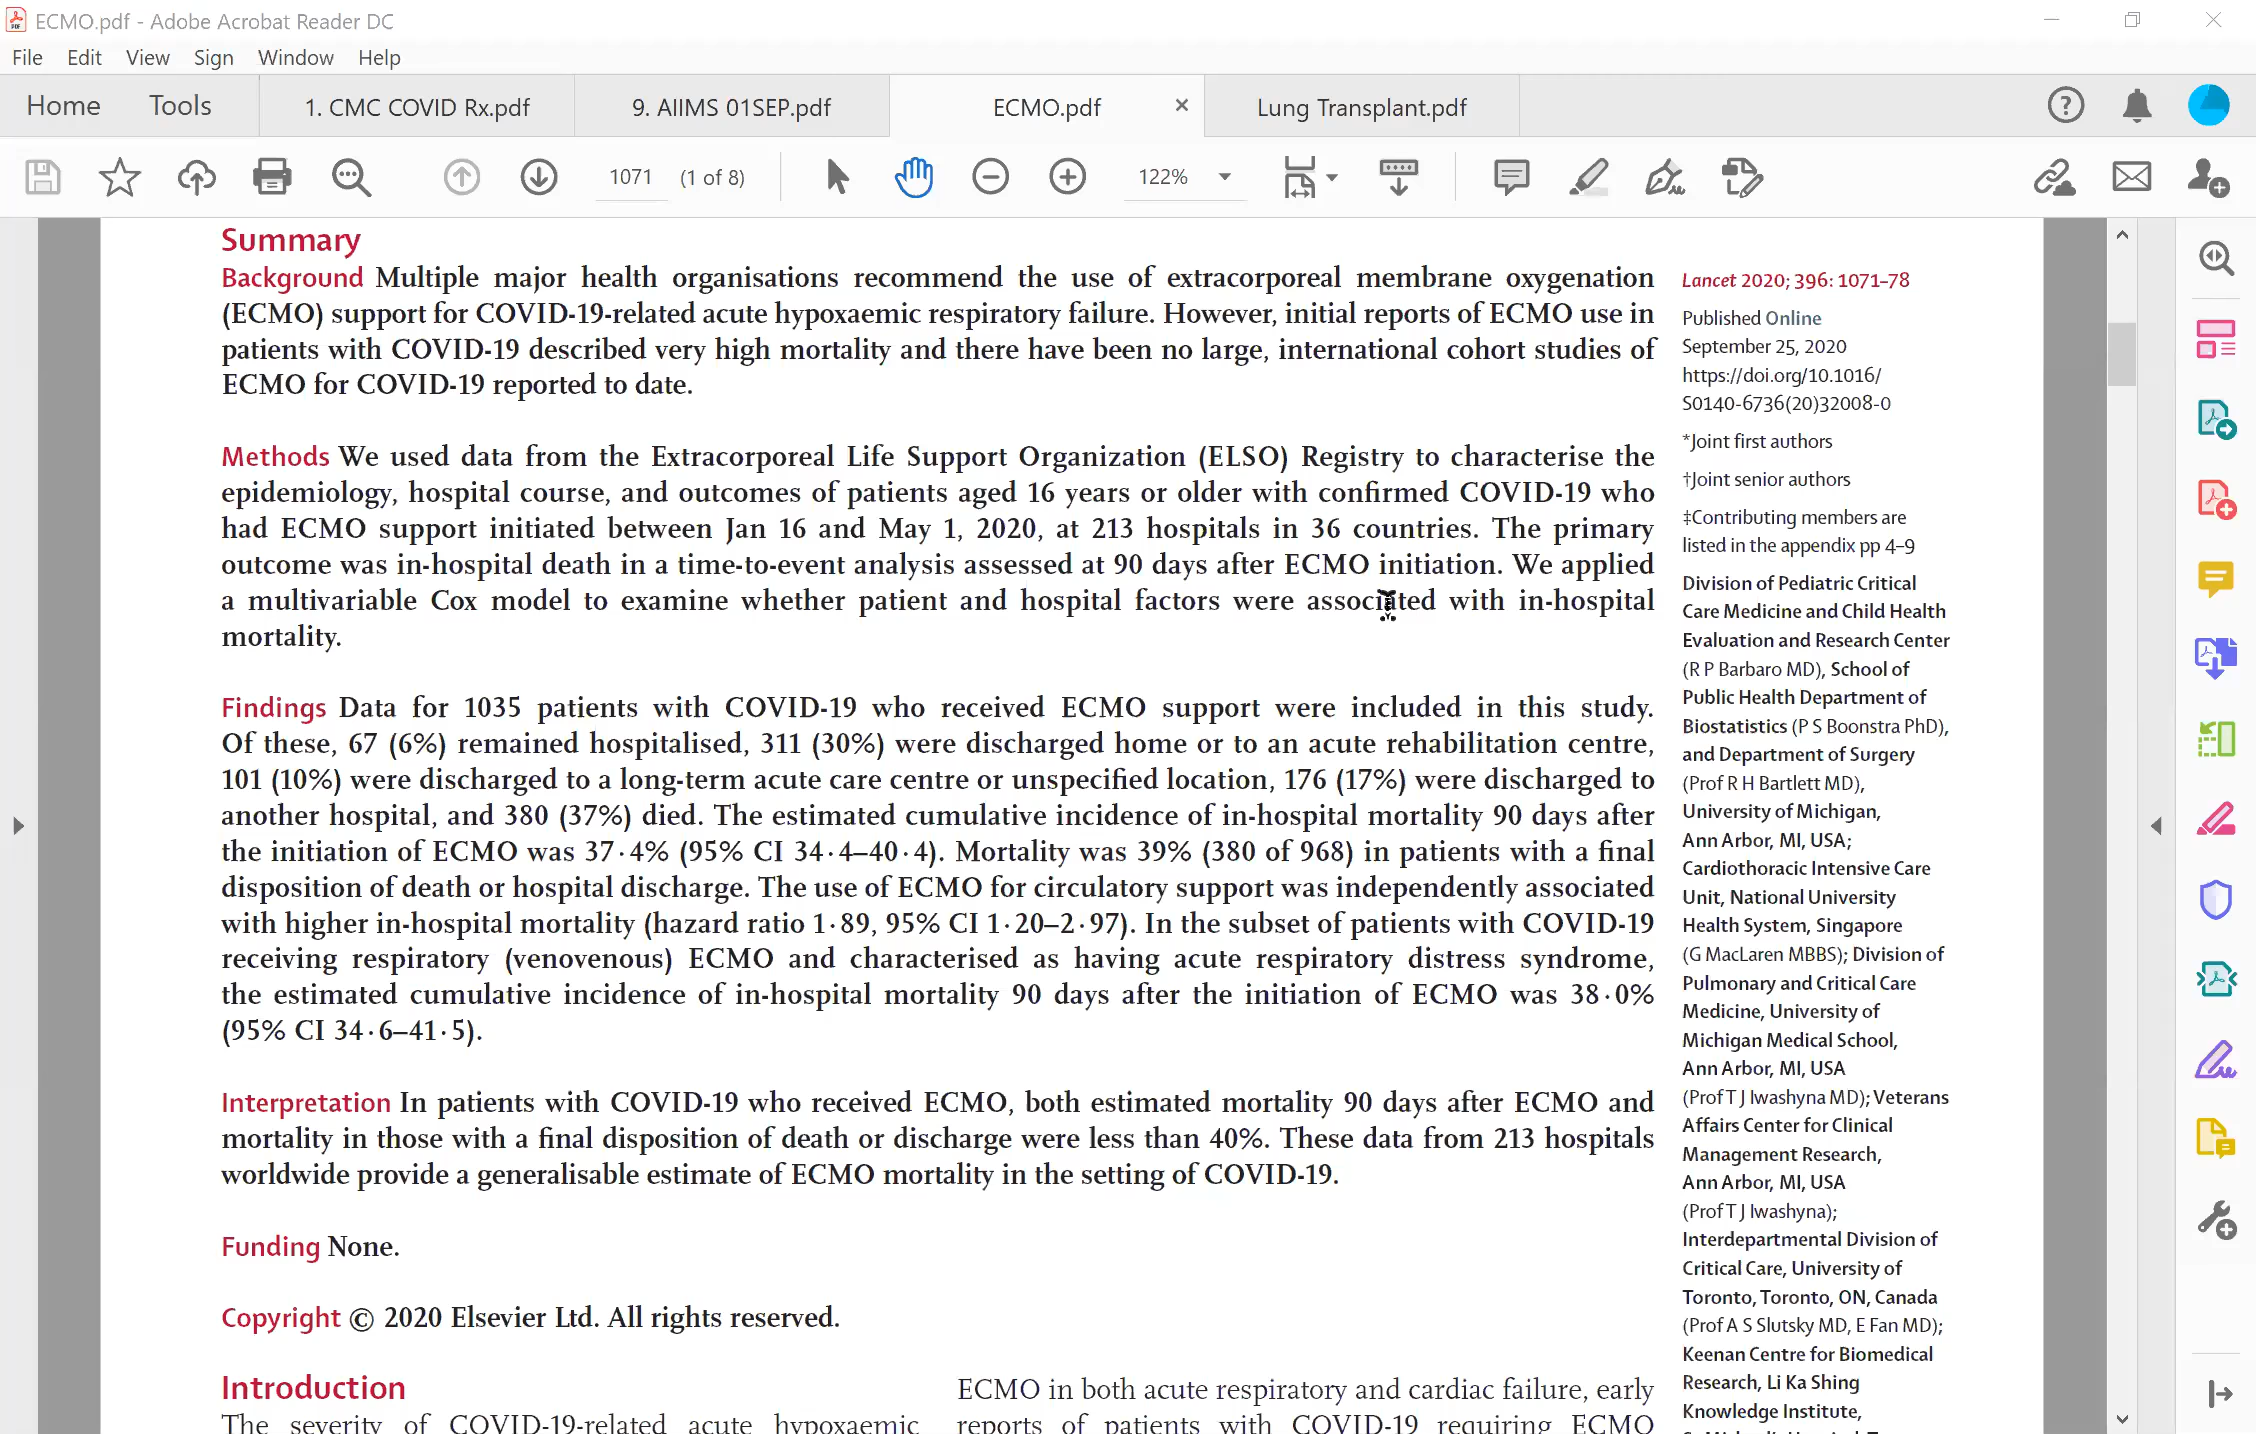 ECMO.pdf - Adobe Acrobat Reader DC
File Edit View Sign Window Help
Home Tools 1. CMC COVID Rx.pdf 9. AIIMS 01SEP.pdf ECMO.pdf × Lung Transplant.pdf
1071 (1 of 8) 122%
Summary
Background Multiple major health organisations recommend the use of extracorporeal membrane oxygenation
(ECMO) support for COVID-19-related acute hypoxaemic respiratory failure. However, initial reports of ECMO use in
patients with COVID-19 described very high mortality and there have been no large, international cohort studies of
ECMO for COVID-19 reported to date.
Methods We used data from the Extracorporeal Life Support Organization (ELSO) Registry to characterise the
epidemiology, hospital course, and outcomes of patients aged 16 years or older with confirmed COVID-19 who
had ECMO support initiated between Jan 16 and May 1, 2020, at 213 hospitals in 36 countries. The primary
outcome was in-hospital death in a time-to-event analysis assessed at 90 days after ECMO initiation. We applied
a multivariable Cox model to examine whether patient and hospital factors were associated with in-hospital
mortality.
Findings Data for 1035 patients with COVID-19 who received ECMO support were included in this study.
Of these, 67 (6%) remained hospitalised, 311 (30%) were discharged home or to an acute rehabilitation centre,
101 (10%) were discharged to a long-term acute care centre or unspecified location, 176 (17%) were discharged to
another hospital, and 380 (37%) died. The estimated cumulative incidence of in-hospital mortality 90 days after
the initiation of ECMO was 37·4% (95% CI 34·4–40·4). Mortality was 39% (380 of 968) in patients with a final
disposition of death or hospital discharge. The use of ECMO for circulatory support was independently associated
with higher in-hospital mortality (hazard ratio 1·89, 95% CI 1·20–2·97). In the subset of patients with COVID-19
receiving respiratory (venovenous) ECMO and characterised as having acute respiratory distress syndrome,
the estimated cumulative incidence of in-hospital mortality 90 days after the initiation of ECMO was 38·0%
(95% CI 34·6–41·5).
Interpretation In patients with COVID-19 who received ECMO, both estimated mortality 90 days after ECMO and
mortality in those with a final disposition of death or discharge were less than 40%. These data from 213 hospitals
worldwide provide a generalisable estimate of ECMO mortality in the setting of COVID-19.
Funding None.
Copyright © 2020 Elsevier Ltd. All rights reserved.
Introduction
The severity of COVID-19-related acute hypoxaemic
ECMO in both acute respiratory and cardiac failure, early
reports of patients with COVID-19 requiring ECMO
Lancet 2020; 396: 1071–78
Published Online
September 25, 2020
https://doi.org/10.1016/
S0140-6736(20)32008-0
*Joint first authors
†Joint senior authors
‡Contributing members are
listed in the appendix pp 4–9
Division of Pediatric Critical
Care Medicine and Child Health
Evaluation and Research Center
(R P Barbaro MD), School of
Public Health Department of
Biostatistics (P S Boonstra PhD),
and Department of Surgery
(Prof R H Bartlett MD),
University of Michigan,
Ann Arbor, MI, USA;
Cardiothoracic Intensive Care
Unit, National University
Health System, Singapore
(G MacLaren MBBS); Division of
Pulmonary and Critical Care
Medicine, University of
Michigan Medical School,
Ann Arbor, MI, USA
(Prof T J Iwashyna MD); Veterans
Affairs Center for Clinical
Management Research,
Ann Arbor, MI, USA
(Prof T J Iwashyna);
Interdepartmental Division of
Critical Care, University of
Toronto, Toronto, ON, Canada
(Prof A S Slutsky MD, E Fan MD);
Keenan Centre for Biomedical
Research, Li Ka Shing
Knowledge Institute,